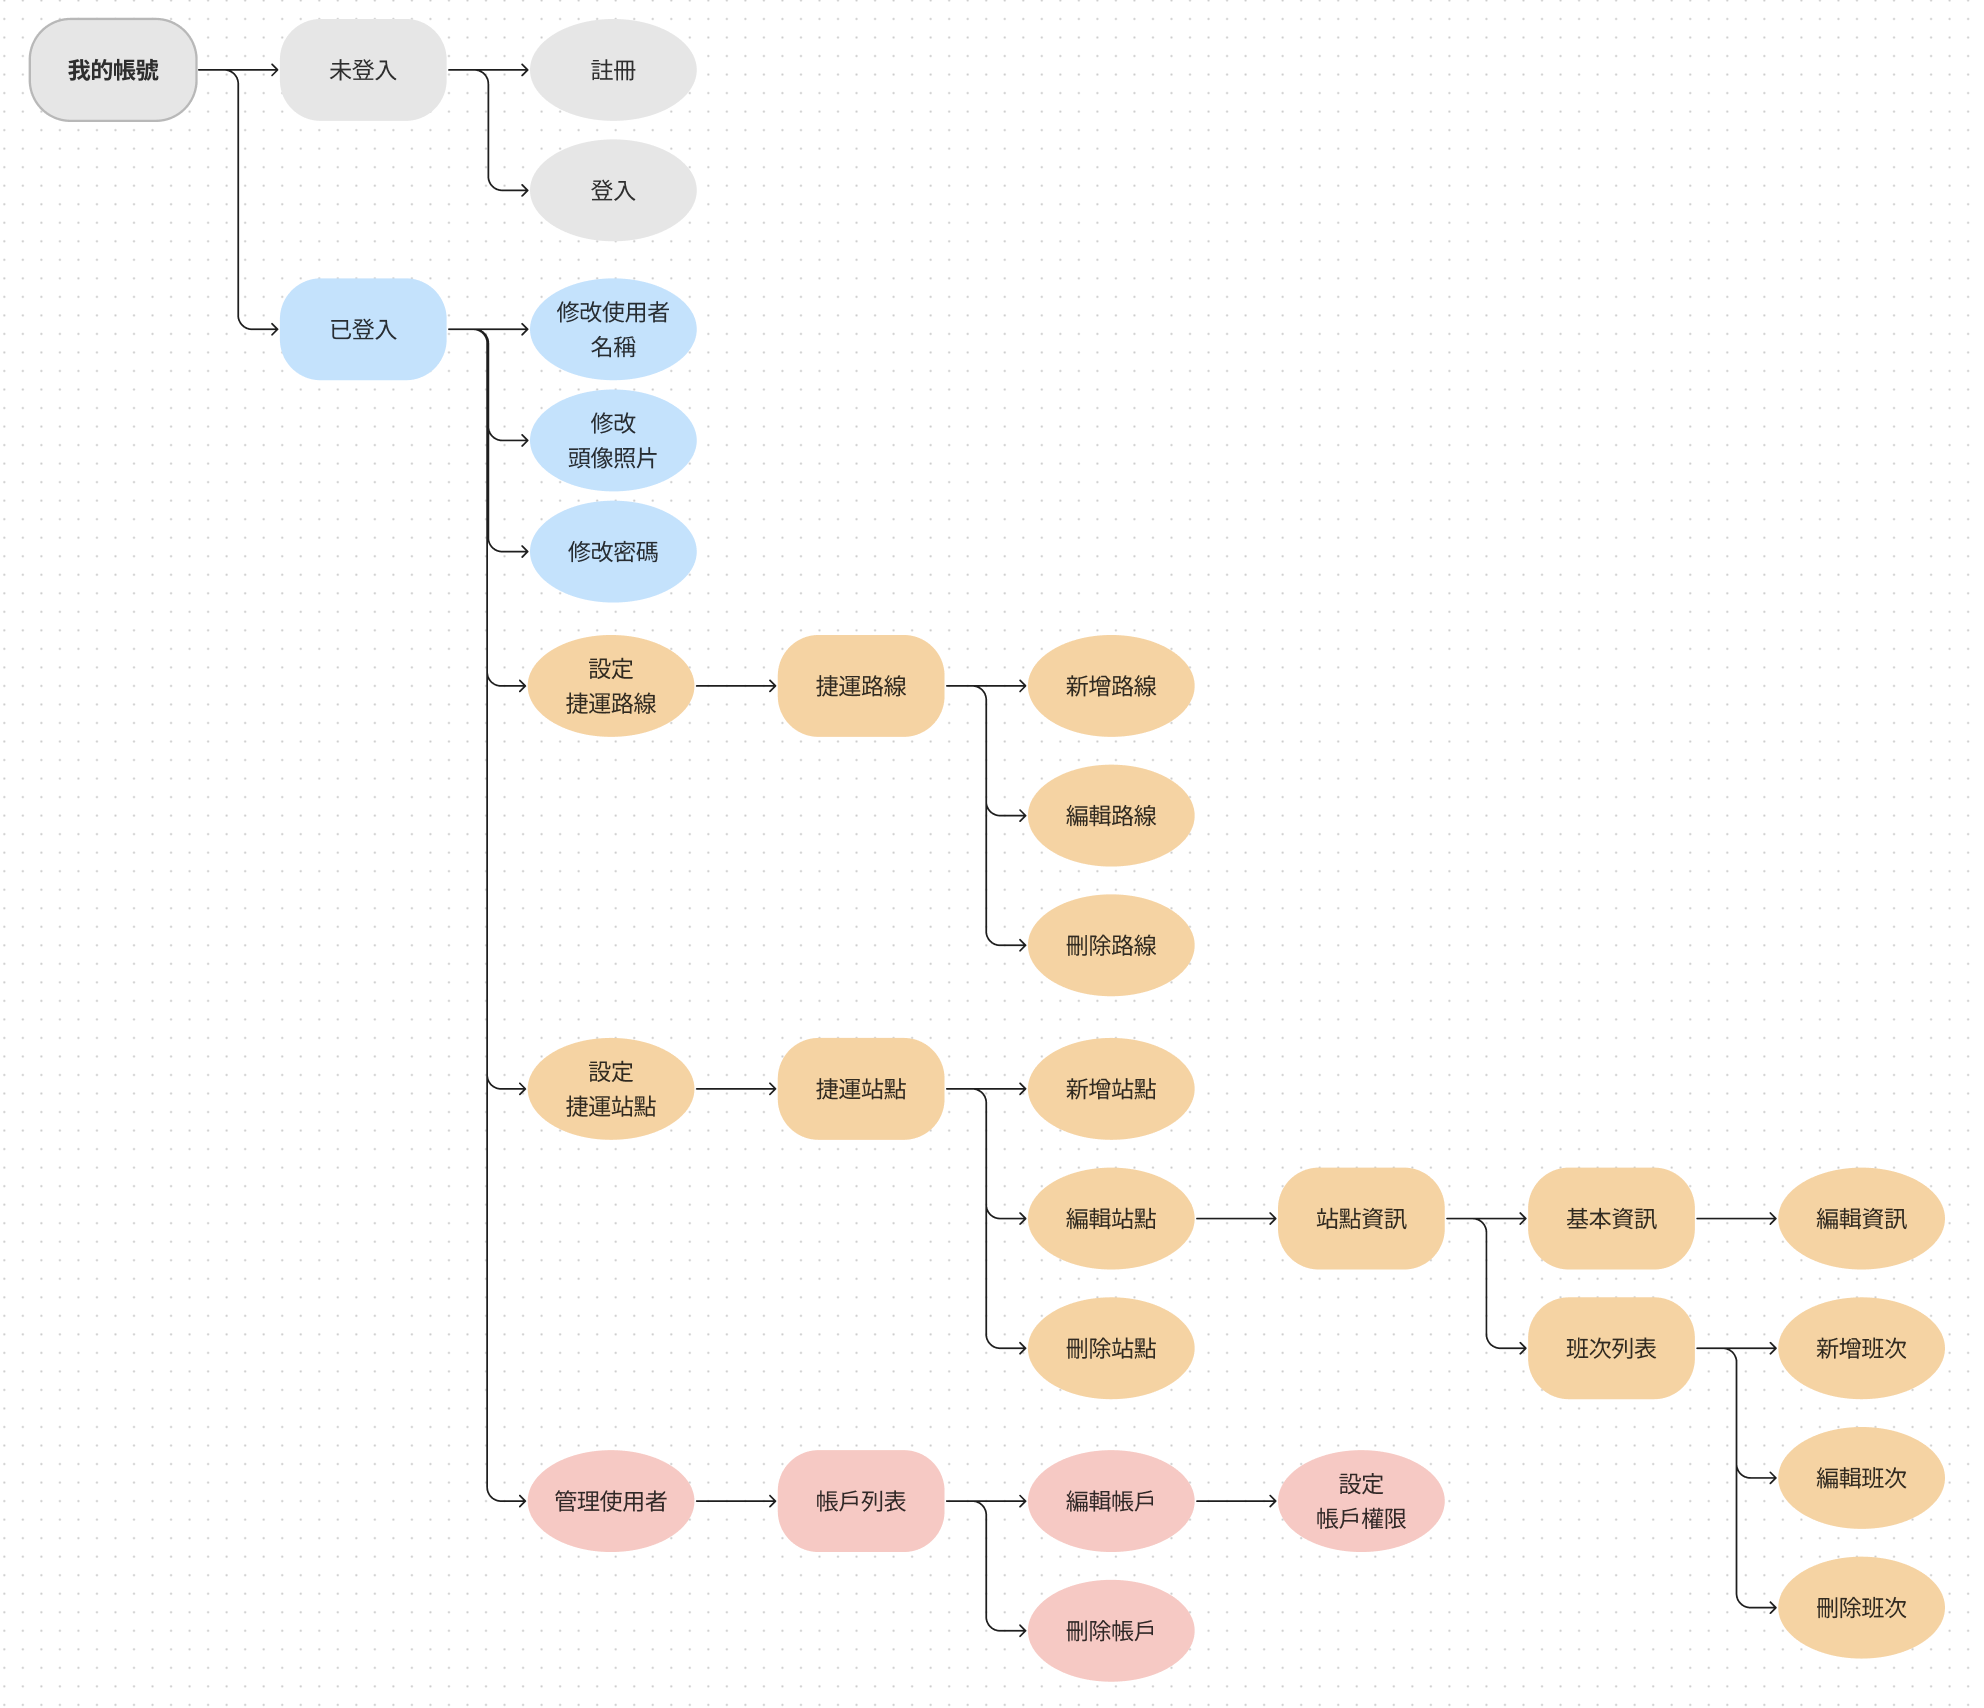 我的帳號
未登入
註冊
登入
已登入
修改使用者
名稱
修改
頭像照片
修改密碼
設定
捷運路線
捷運路線
新增路線
編輯路線
刪除路線
設定
捷運站點
捷運站點
新增站點
編輯站點
站點資訊
基本資訊
編輯資訊
刪除站點
班次列表
新增班次
編輯班次
刪除班次
管理使用者
帳戶列表
編輯帳戶
設定
帳戶權限
刪除帳戶